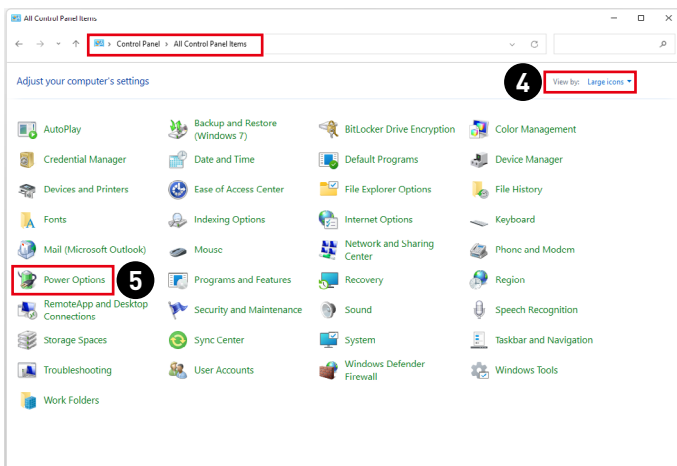 All Control Panel Items
Control Panel > All Control Panel Items
Adjust your computer's settings
4
View by: Large icons
AutoPlay
Backup and Restore
(Windows 7)
BitLocker Drive Encryption
Color Management
Credential Manager
Date and Time
Default Programs
Device Manager
Devices and Printers
Ease of Access Center
File Explorer Options
File History
Fonts
Indexing Options
Internet Options
Keyboard
Mail (Microsoft Outlook)
Mouse
Network and Sharing
Center
Phone and Modem
Power Options
5
Programs and Features
Recovery
Region
RemoteApp and Desktop
Connections
Security and Maintenance
Sound
Speech Recognition
Storage Spaces
Sync Center
System
Taskbar and Navigation
Troubleshooting
User Accounts
Windows Defender
Firewall
Windows Tools
Work Folders